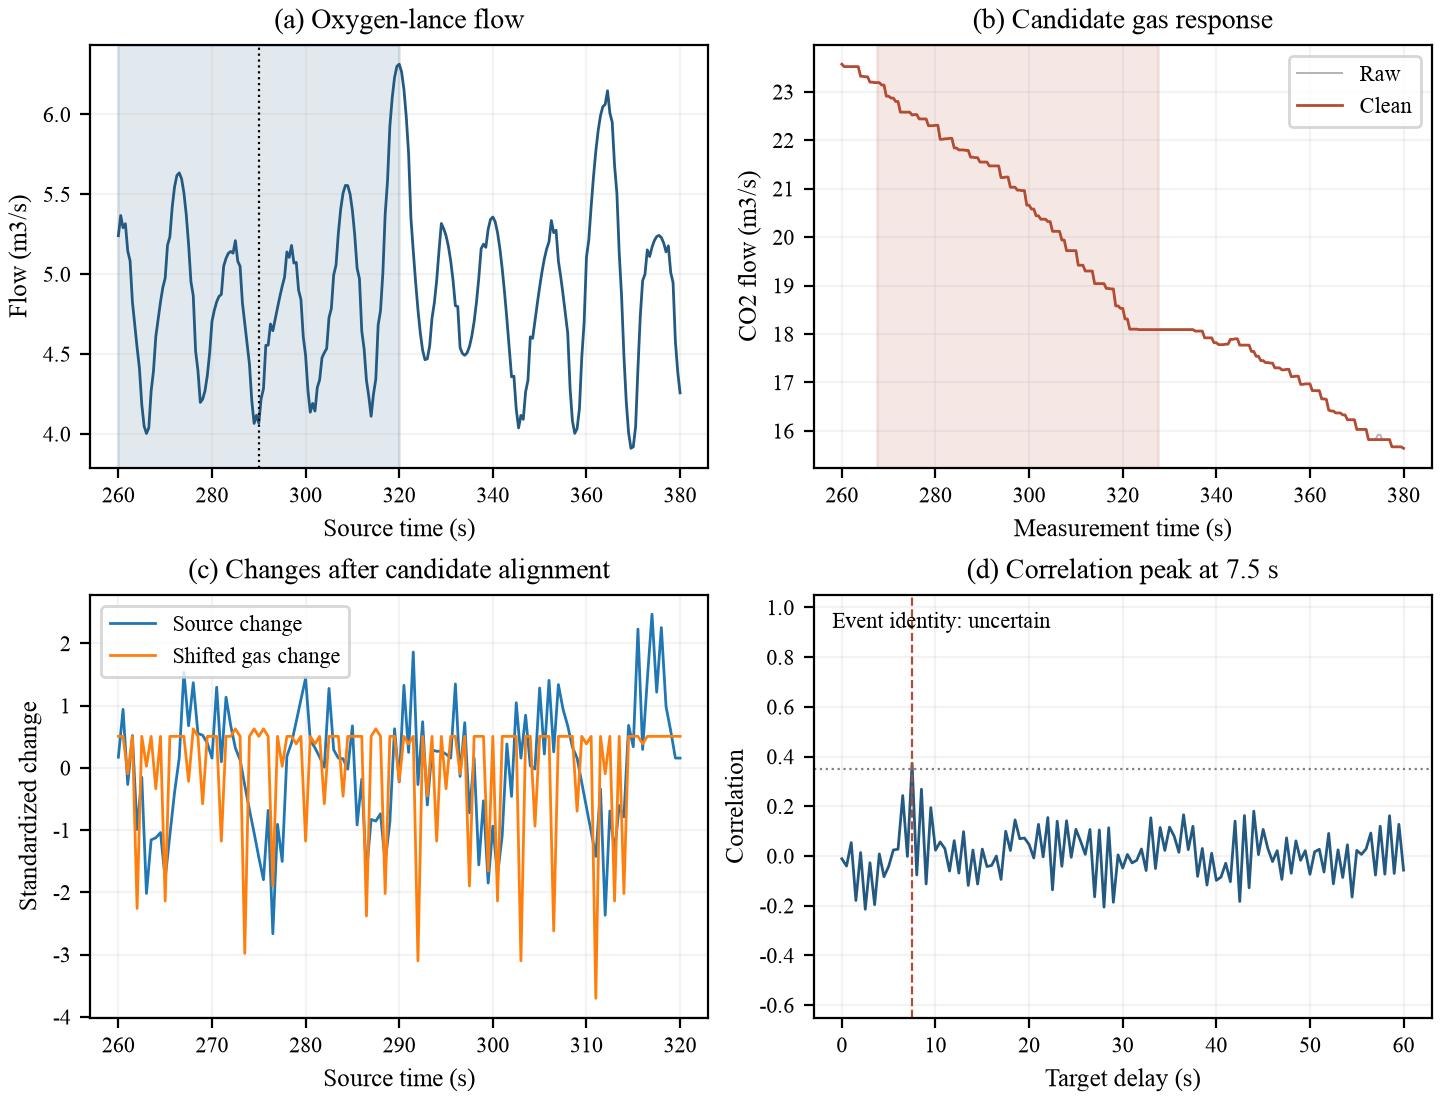 (a) Oxygen-lance flow
Flow (m3/s)
6.0
5.5
5.0
4.5
4.0
260 280 300 320 340 360 380
Source time (s)
(b) Candidate gas response
CO2 flow (m3/s)
Raw
Clean
23
22
21
20
19
18
17
16
260 280 300 320 340 360 380
Measurement time (s)
(c) Changes after candidate alignment
Standardized change
Source change
Shifted gas change
2
1
0
-1
-2
-3
-4
260 270 280 290 300 310 320
Source time (s)
(d) Correlation peak at 7.5 s
Correlation
Event identity: uncertain
1.0
0.8
0.6
0.4
0.2
0.0
-0.2
-0.4
-0.6
0 10 20 30 40 50 60
Target delay (s)